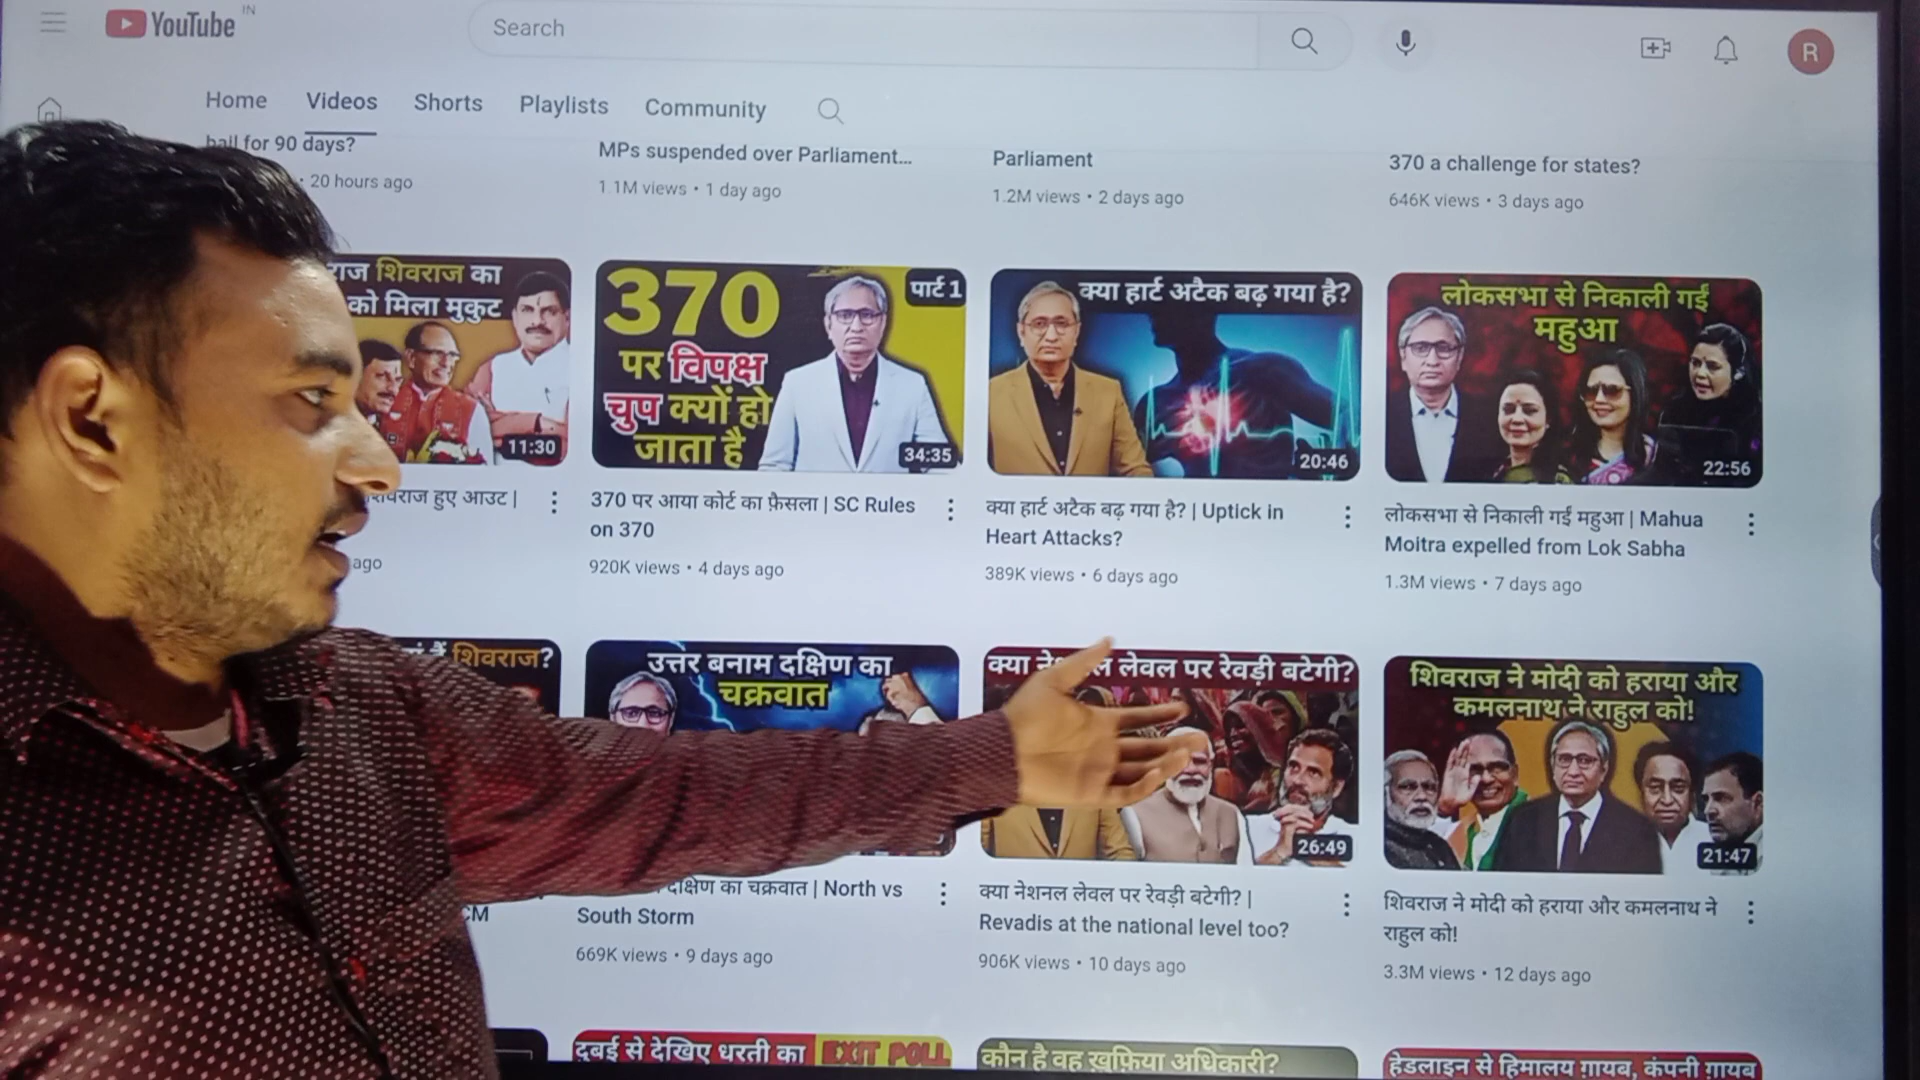 YouTube IN
Search
R
Home Videos Shorts Playlists Community
ball for 90 days?
• 20 hours ago
MPs suspended over Parliament...
1.1M views • 1 day ago
Parliament
1.2M views • 2 days ago
370 a challenge for states?
646K views • 3 days ago
शिवराज का
को मिला मुकुट
11:30
हुए आउट |
ago
370
पार्ट 1
पर विपक्ष
चुप क्यों हो
जाता है
34:35
370 पर आया कोर्ट का फ़ैसला | SC Rules
on 370
920K views • 4 days ago
क्या हार्ट अटैक बढ़ गया है?
20:46
क्या हार्ट अटैक बढ़ गया है? | Uptick in
Heart Attacks?
389K views • 6 days ago
लोकसभा से निकाली गईं
महुआ
22:56
लोकसभा से निकाली गईं महुआ | Mahua
Moitra expelled from Lok Sabha
1.3M views • 7 days ago
शिवराज?
CM
उत्तर बनाम दक्षिण का
चक्रवात
दक्षिण का चक्रवात | North vs
South Storm
669K views • 9 days ago
क्या लेवल पर रेवड़ी बटेगी?
26:49
क्या नेशनल लेवल पर रेवड़ी बटेगी? |
Revadis at the national level too?
906K views • 10 days ago
शिवराज ने मोदी को हराया और
कमलनाथ ने राहुल को!
21:47
शिवराज ने मोदी को हराया और कमलनाथ ने
राहुल को!
3.3M views • 12 days ago
दुबई से देखिए धरती का EXIT POLL
कौन है वह ख़ुफ़िया अधिकारी?
हेडलाइन से हिमालय ग़ायब, कंपनी ग़ायब